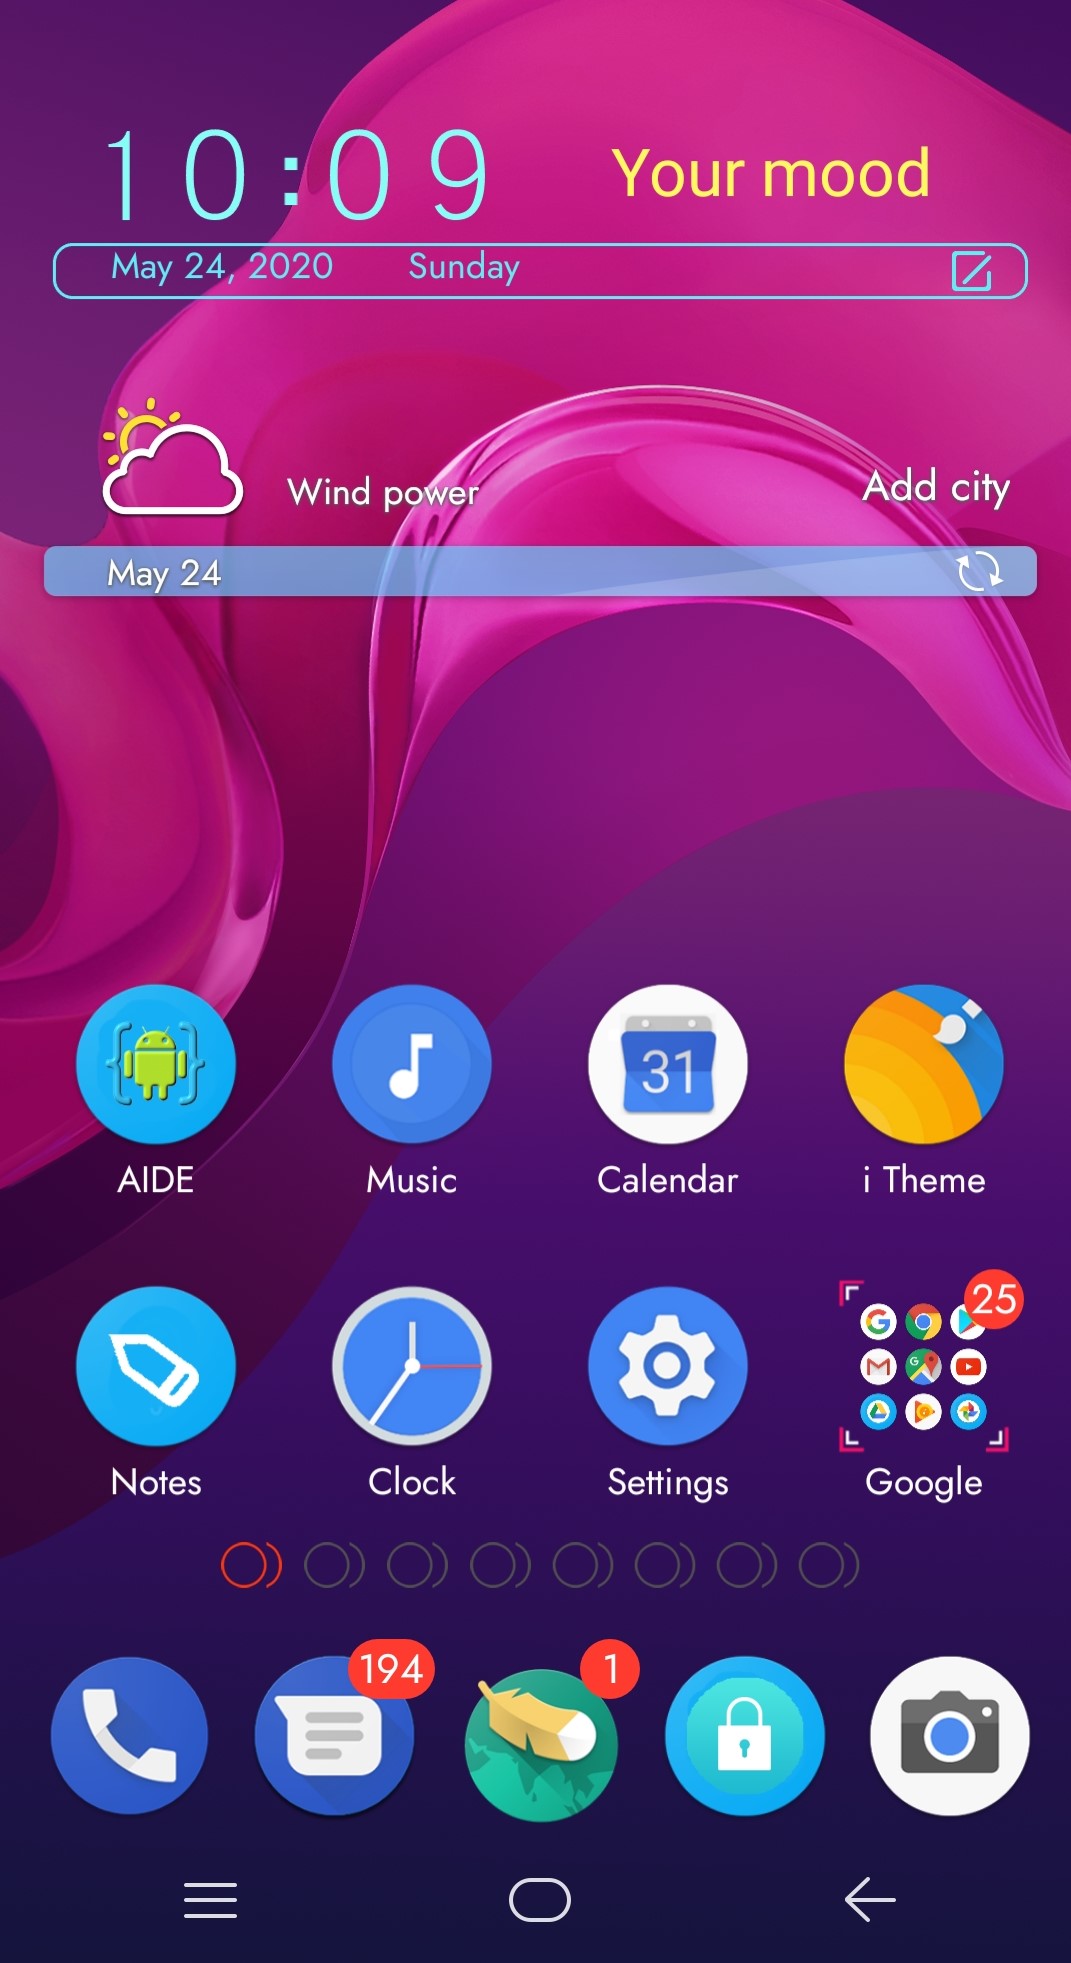 10:09 Your mood
May 24, 2020 Sunday
Wind power Add city
May 24
31
AIDE Music Calendar i Theme
25
G
Notes Clock Settings Google
194 1